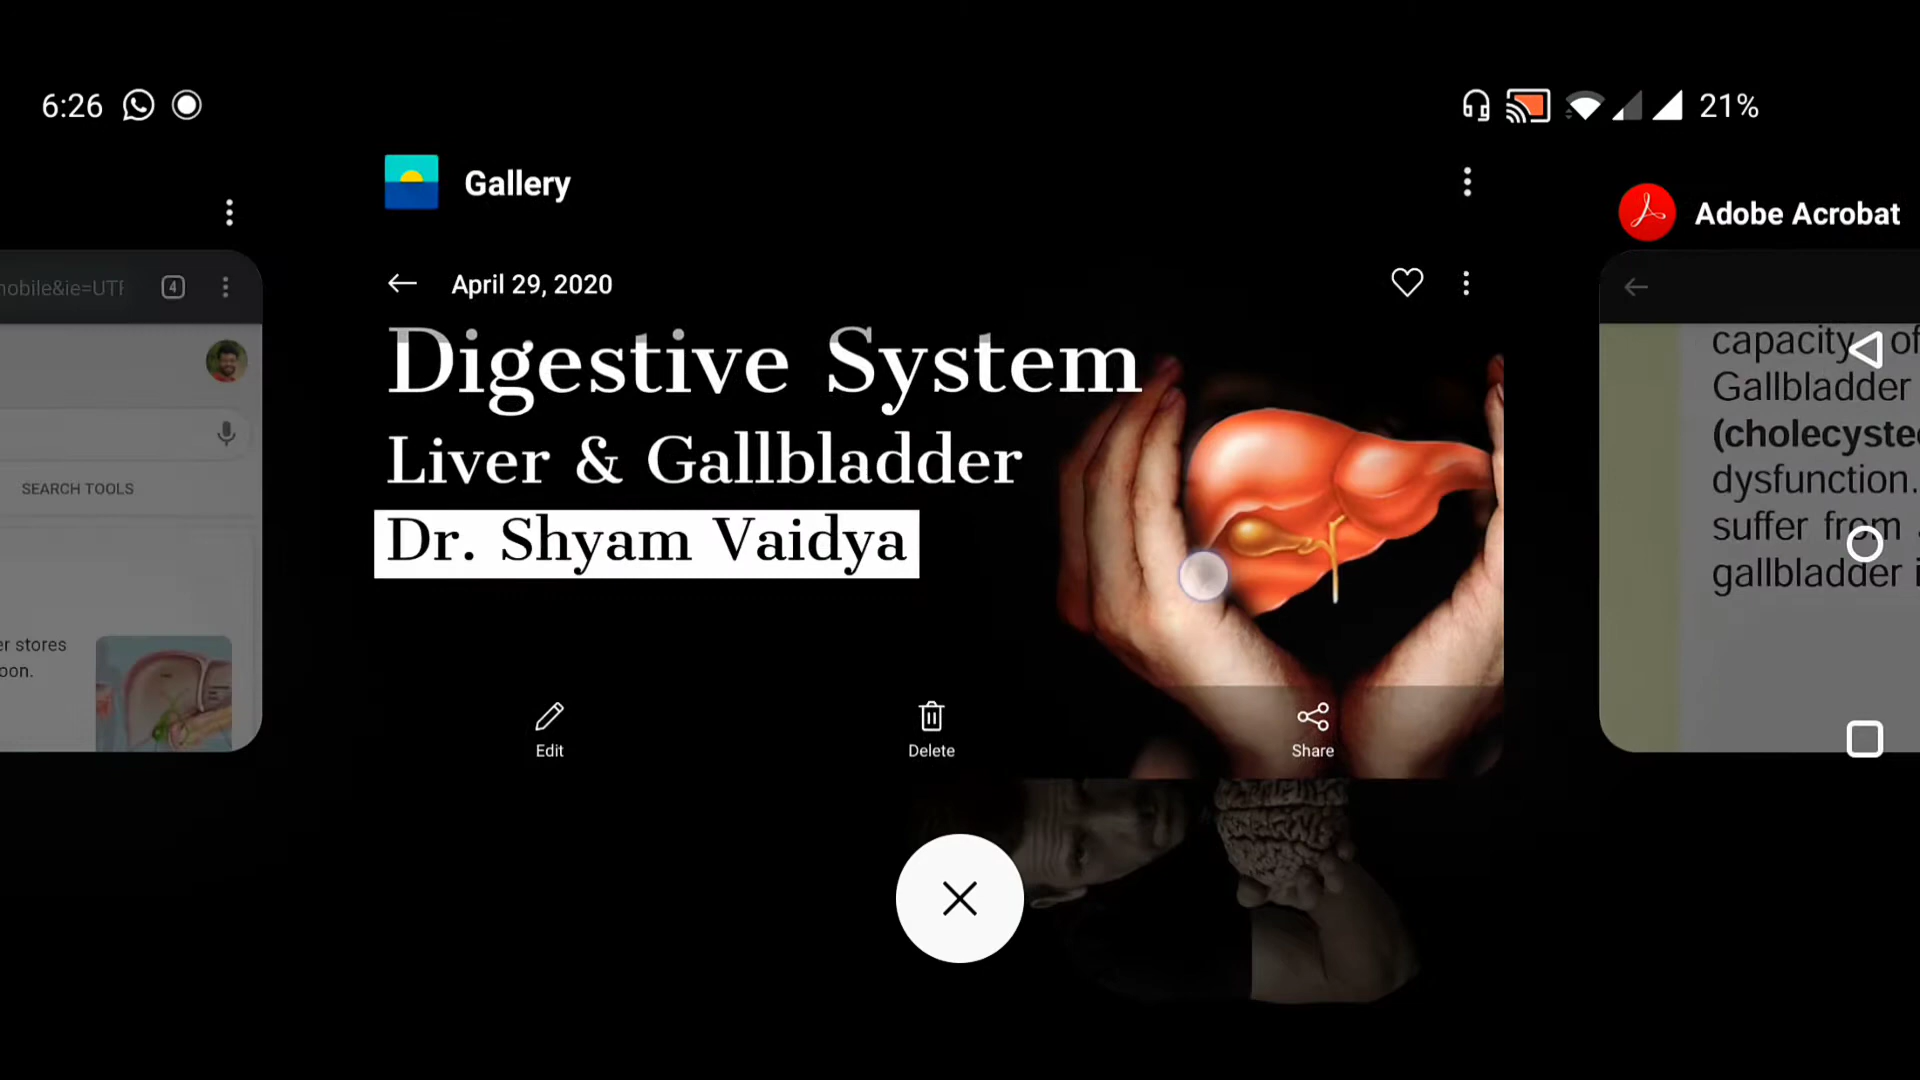 6:26
21%
Gallery
Adobe Acrobat
4
April 29, 2020
Digestive System
Liver & Gallbladder
Dr. Shyam Vaidya
SEARCH TOOLS
stores
Edit
Delete
Share
capacity of
Gallbladder
dysfunction.
suffer from
gallbladder